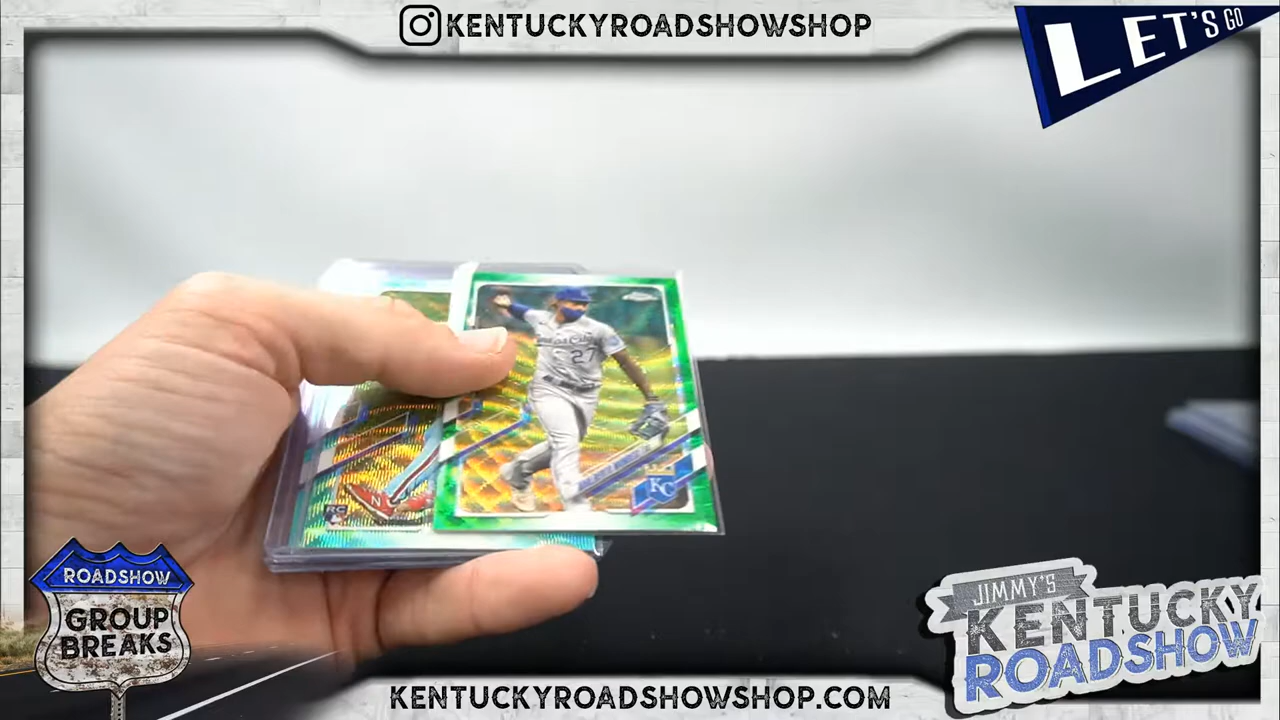 KENTUCKYROADSHOWSHOP
LET'S GO
27
KC
RC
N
ROADSHOW
GROUP
BREAKS
JIMMY'S
KENTUCKY
ROADSHOW
KENTUCKYROADSHOWSHOP.COM